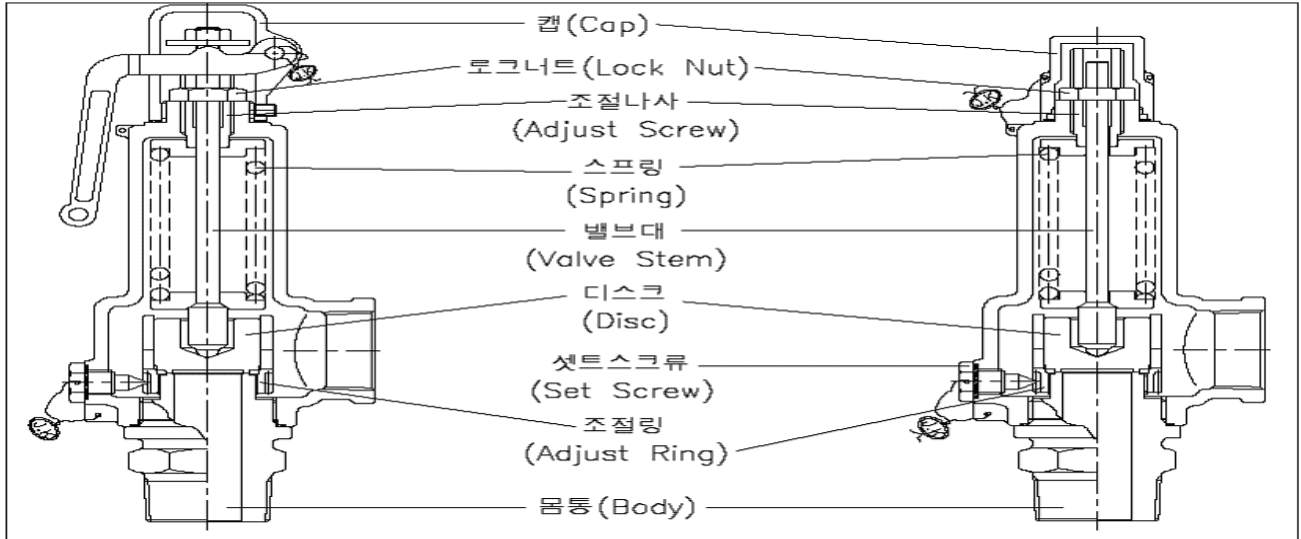 캡(Cap)
로크너트(Lock Nut)
조절나사
(Adjust Screw)
스프링
(Spring)
밸브대
(Valve Stem)
디스크
(Disc)
셋트스크류
(Set Screw)
조절링
(Adjust Ring)
몸통(Body)